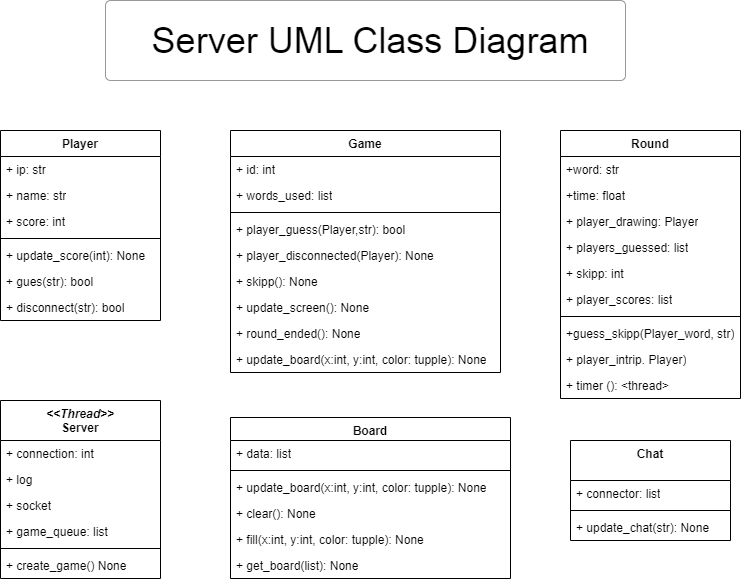 Server UML Class Diagram
Player
+ ip: str
+ name: str
+ score: int
+ update_score(int): None
+ gues(str): bool
+ disconnect(str): bool
Game
+ id: int
+ words_used: list
+ player_guess(Player,str): bool
+ player_disconnected(Player): None
+ skipp(): None
+ update_screen(): None
+ round_ended(): None
+ update_board(x:int, y:int, color: tupple): None
Round
+word: str
+time: float
+ player_drawing: Player
+ players_guessed: list
+ skipp: int
+ player_scores: list
+guess_skipp(Player_word, str)
+ player_intrip. Player)
+ timer (): <thread>
<<Thread>>
Server
+ connection: int
+ log
+ socket
+ game_queue: list
+ create_game() None
Board
+ data: list
+ update_board(x:int, y:int, color: tupple): None
+ clear(): None
+ fill(x:int, y:int, color: tupple): None
+ get_board(list): None
Chat
+ connector: list
+ update_chat(str): None